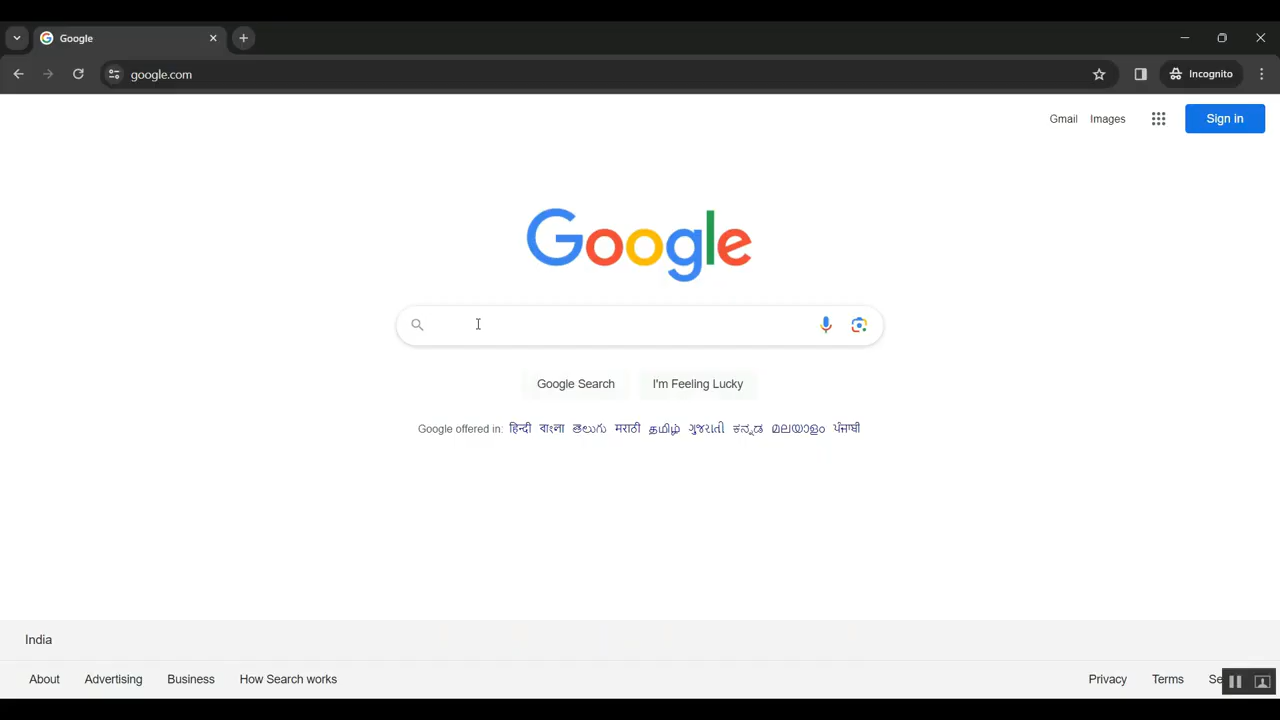 Google
google.com
Incognito
Gmail Images Sign in
Google
Google Search I'm Feeling Lucky
Google offered in: हिन्दी বাংলা తెలుగు मराठी தமிழ் ગુજરાતી ಕನ್ನಡ മലയാളം ਪੰਜਾਬੀ
India
About Advertising Business How Search works Privacy Terms Se